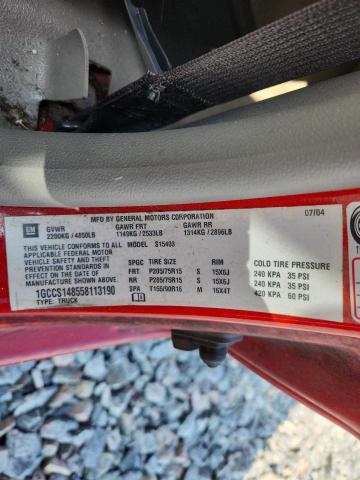 MFD BY GENERAL MOTORS CORPORATION
07/04
GM
GVWR GAWR FRT GAWR RR
2200KG / 4850LB 1149KG / 2533LB 1314KG / 2896LB
THIS VEHICLE CONFORMS TO ALL
APPLICABLE FEDERAL MOTOR
VEHICLE SAFETY, BUMPER, AND THEFT
PREVENTION STANDARDS IN EFFECT
ON THE DATE OF
MANUFACTURE SHOWN ABOVE.
1GCCS148558113190
TYPE: TRUCK
MODEL: S15403
SPGC TIRE SIZE RIM COLD TIRE PRESSURE
FRT P205/75R15 S 15X6J 240 KPA 35 PSI
RR P205/75R15 S 15X6J 240 KPA 35 PSI
SPA T155/90R16 M 16X4T 420 KPA 60 PSI